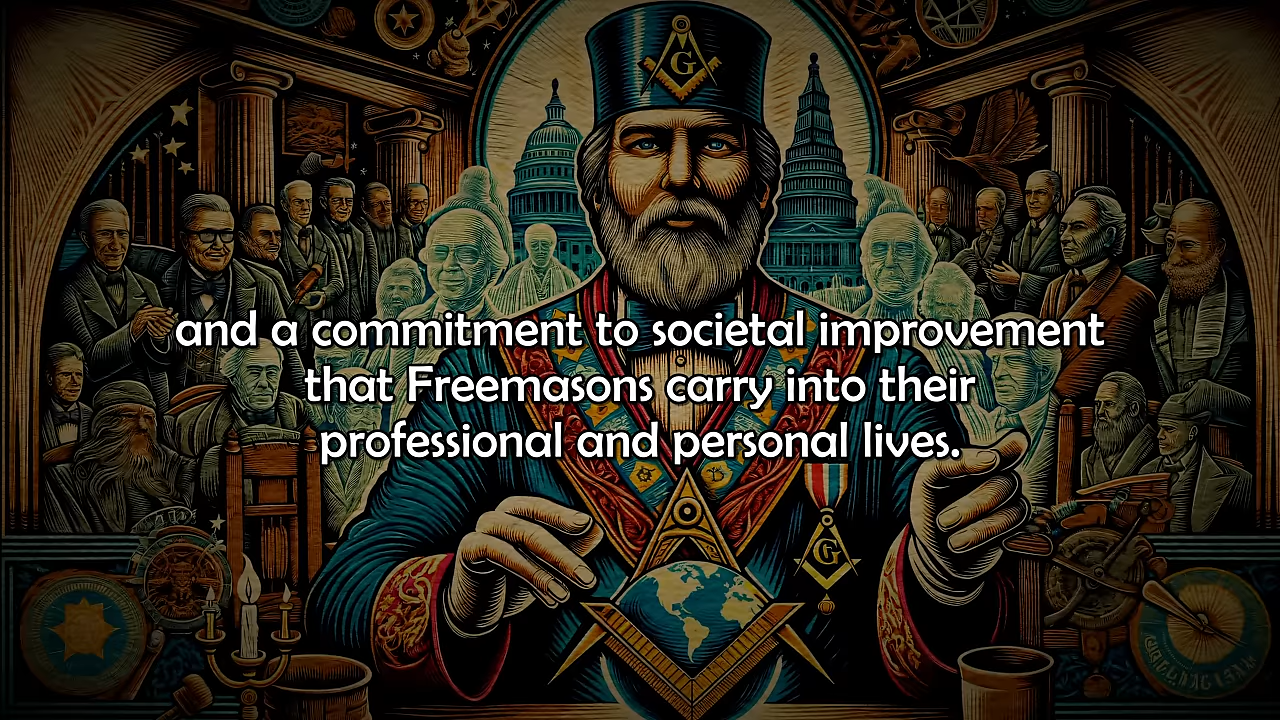 G
and a commitment to societal improvement
that Freemasons carry into their
professional and personal lives.
G